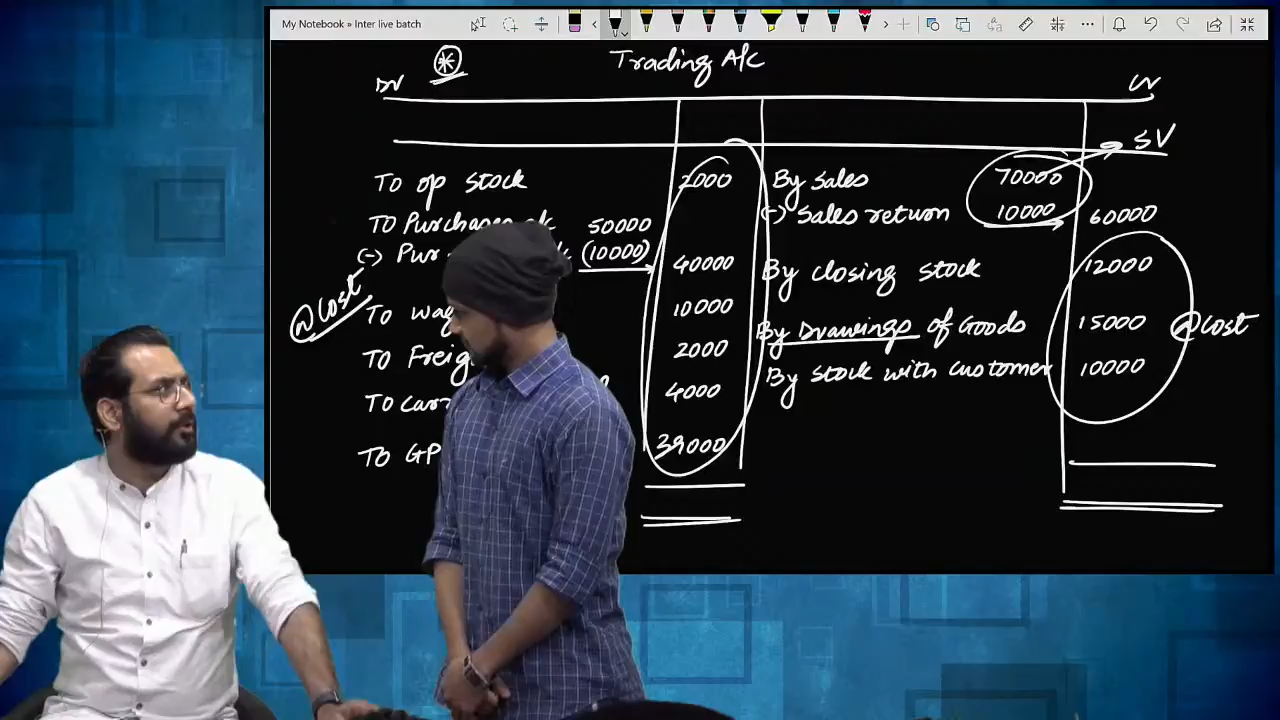 My Notebook » Inter live batch
Trading A/c
Dr
Cr
SV
To op stock 2000 By Sales 70000
(-) Sales return 10000 60000
To Purchases A/c 50000
(-) Pur (10000) 40000
By closing stock 12000
@ Cost
To wag 10000
By Drawings of Goods 15000 @ Cost
To Freig 2000
By Stock with customer 10000
To Carr 4000
To GP 39000